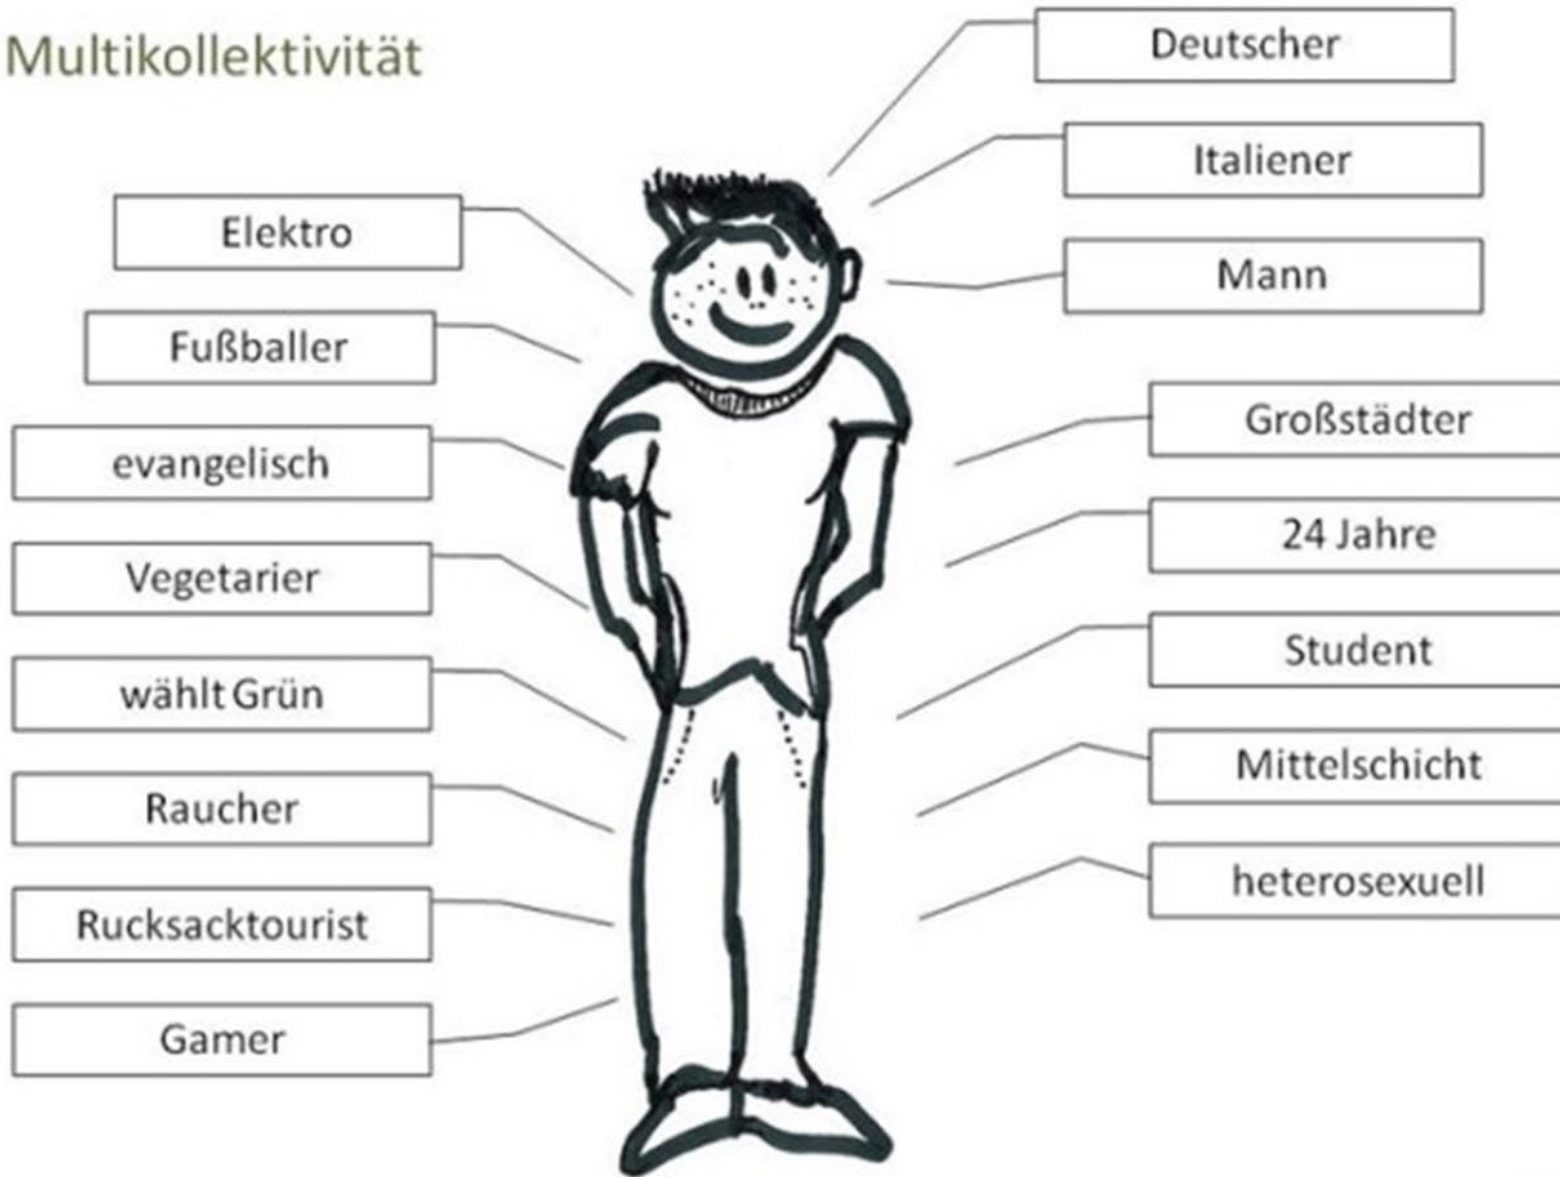 Multikollektivität
Deutscher
Italiener
Mann
Großstädter
24 Jahre
Student
Mittelschicht
heterosexuell
Elektro
Fußballer
evangelisch
Vegetarier
wählt Grün
Raucher
Rucksacktourist
Gamer